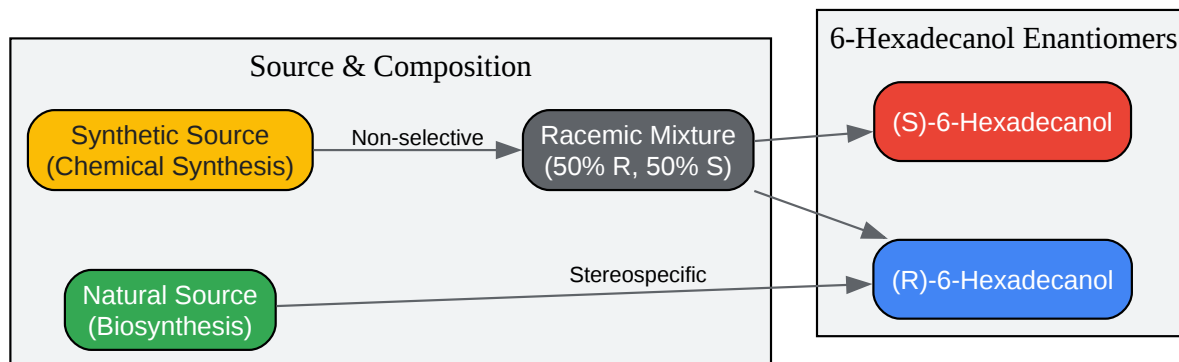 Source & Composition
6-Hexadecanol Enantiomers
Synthetic Source
(Chemical Synthesis)
Non-selective
Racemic Mixture
(50% R, 50% S)
(S)-6-Hexadecanol
Natural Source
(Biosynthesis)
Stereospecific
(R)-6-Hexadecanol